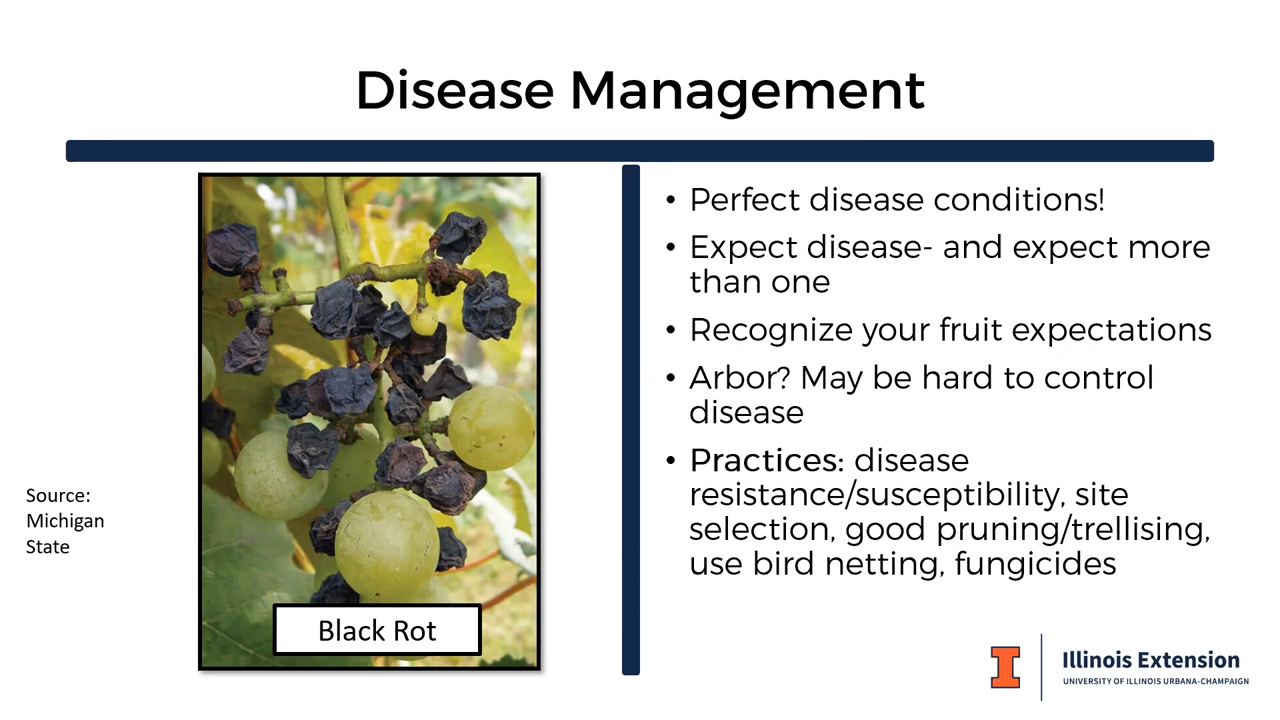 Disease Management
Source:
Michigan
State
Black Rot
• Perfect disease conditions!
• Expect disease- and expect more
than one
• Recognize your fruit expectations
• Arbor? May be hard to control
disease
• Practices: disease
resistance/susceptibility, site
selection, good pruning/trellising,
use bird netting, fungicides
Illinois Extension
UNIVERSITY OF ILLINOIS URBANA-CHAMPAIGN